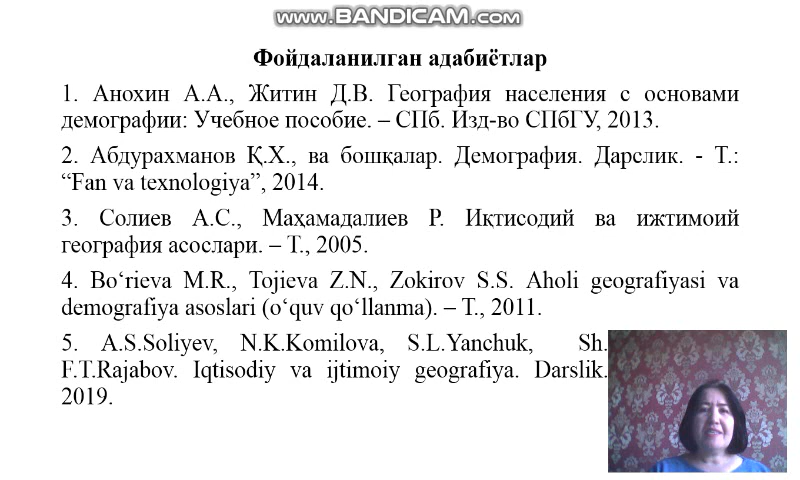 www.BANDICAM.com
Фойдаланилган адабиётлар
1. Анохин А.А., Житин Д.В. География населения с основами
демографии: Учебное пособие. – СПб. Изд-во СПбГУ, 2013.
2. Абдурахманов Қ.Х., ва бошқалар. Демография. Дарслик. - Т.:
“Fan va texnologiya”, 2014.
3. Солиев А.С., Маҳамадалиев Р. Иқтисодий ва ижтимоий
география асослари. – Т., 2005.
4. Bo‘rieva M.R., Tojieva Z.N., Zokirov S.S. Aholi geografiyasi va
demografiya asoslari (o‘quv qo‘llanma). – T., 2011.
5. A.S.Soliyev, N.K.Komilova, S.L.Yanchuk, Sh.
F.T.Rajabov. Iqtisodiy va ijtimoiy geografiya. Darslik.
2019.